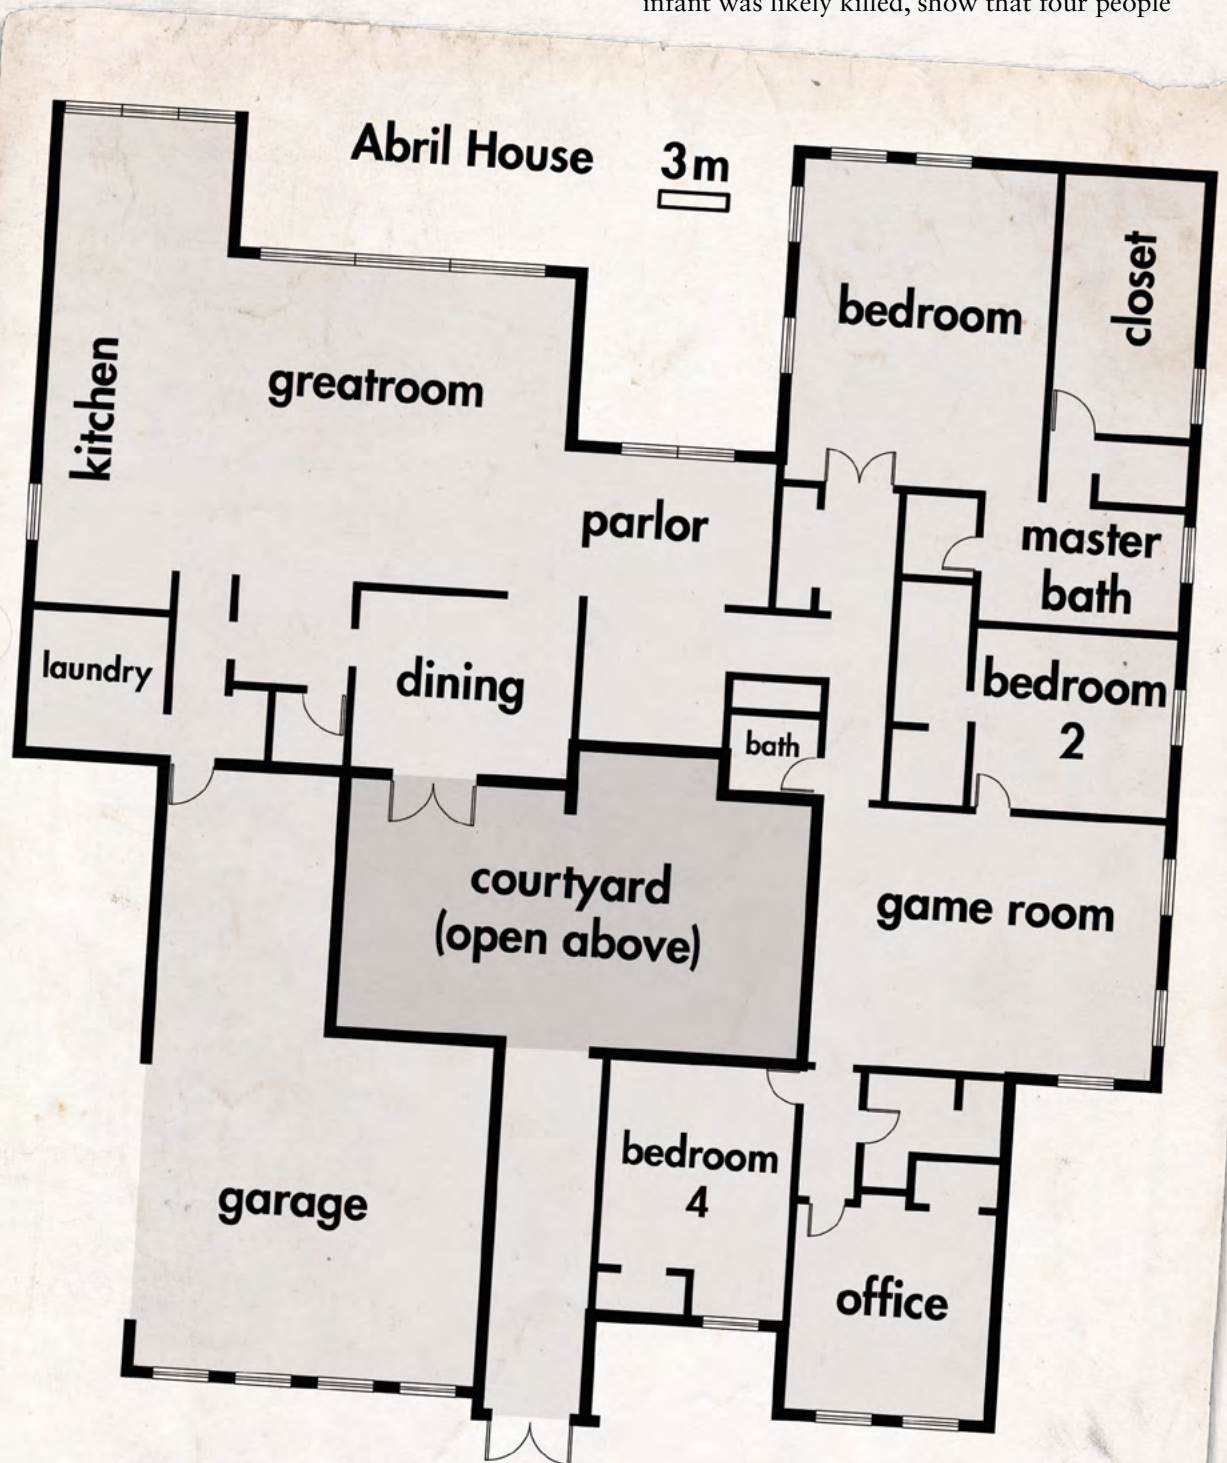 infant was likely killed, show that four people
Abril House
3m
bedroom
closet
kitchen
greatroom
parlor
master
bath
laundry
dining
bedroom
2
bath
courtyard
(open above)
game room
bedroom
4
garage
office